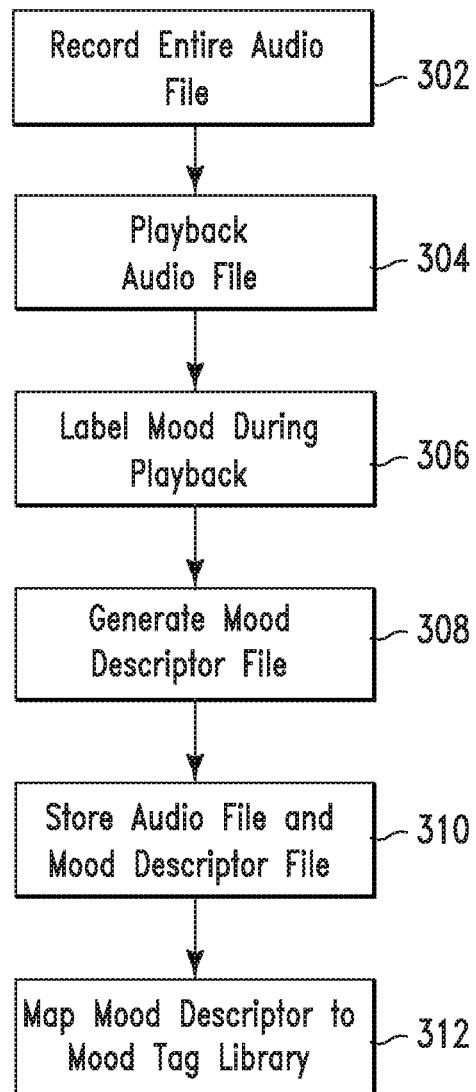 Record Entire Audio
File
302
Playback
Audio File
304
Label Mood During
Playback
306
Generate Mood
Descriptor File
308
Store Audio File and
Mood Descriptor File
310
Map Mood Descriptor to
Mood Tag Library
312